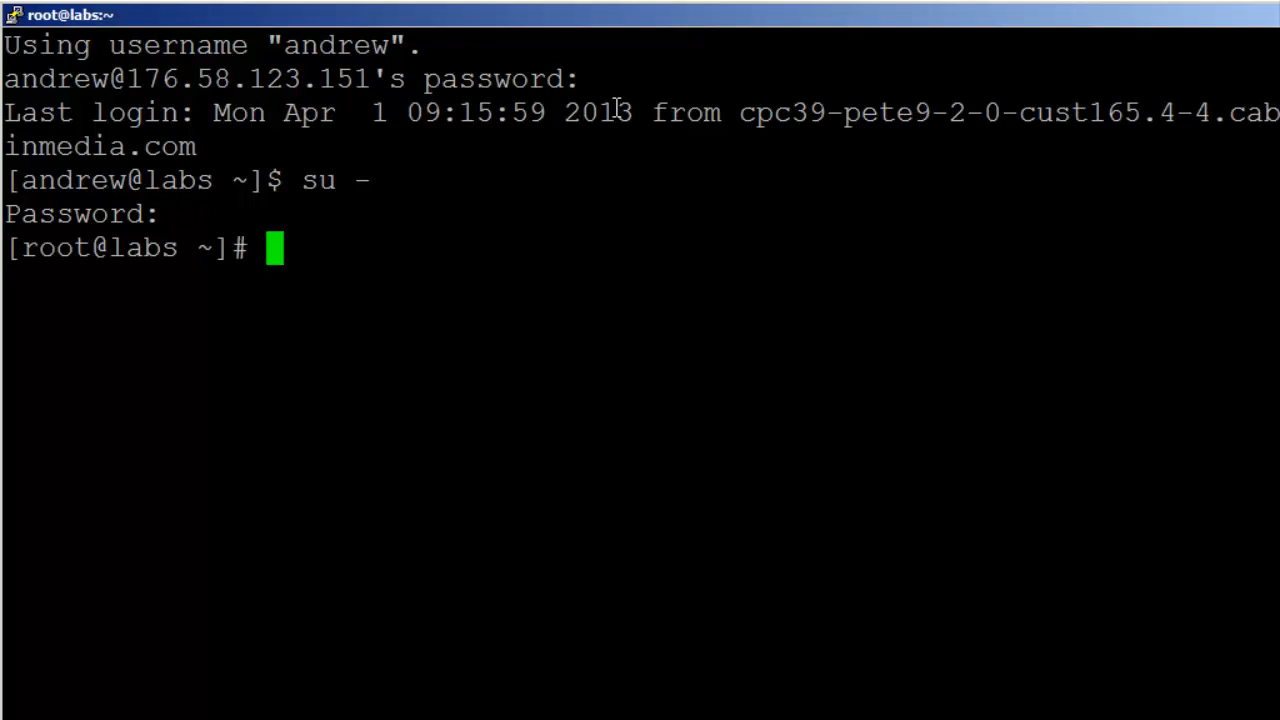 root@labs:~
Using username "andrew".
andrew@176.58.123.151's password:
Last login: Mon Apr  1 09:15:59 2013 from cpc39-pete9-2-0-cust165.4-4.cab
inmedia.com
[andrew@labs ~]$ su -
Password:
[root@labs ~]#